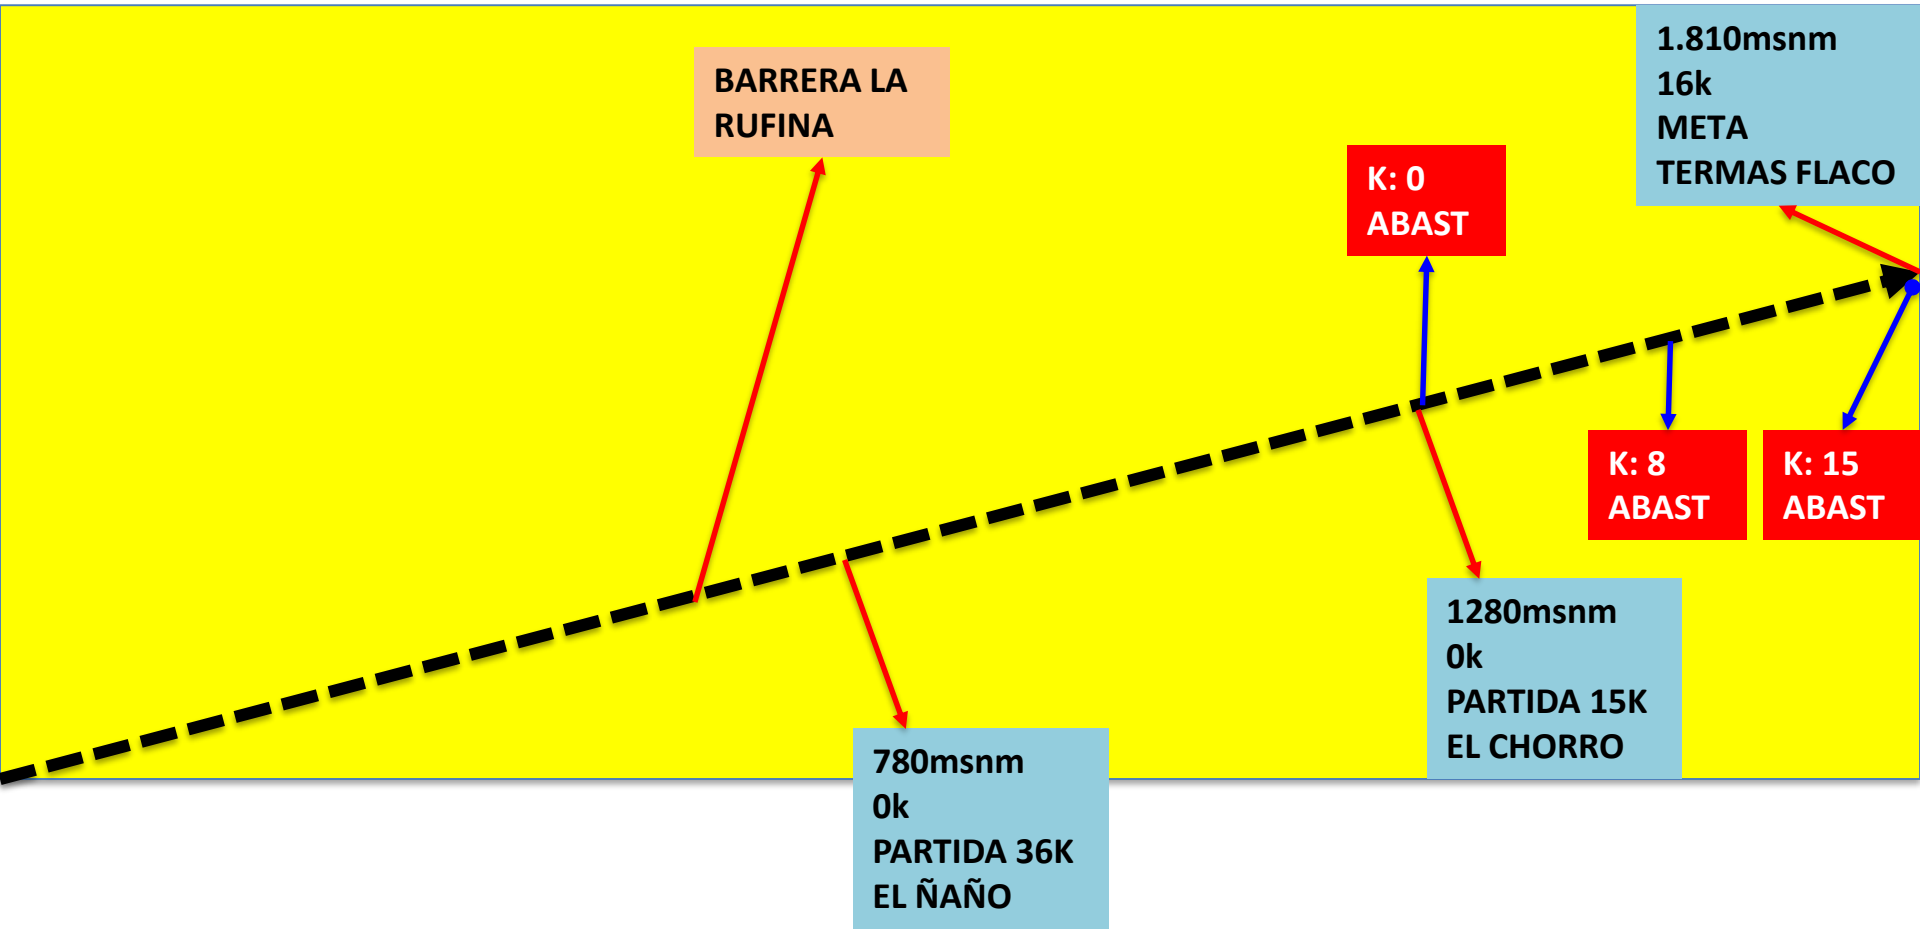 BARRERA LA
RUFINA
1.810msnm
16k
META
TERMAS FLACO
K: 0
ABAST
K: 8
ABAST
K: 15
ABAST
1280msnm
0k
PARTIDA 15K
EL CHORRO
780msnm
0k
PARTIDA 36K
EL ÑAÑO